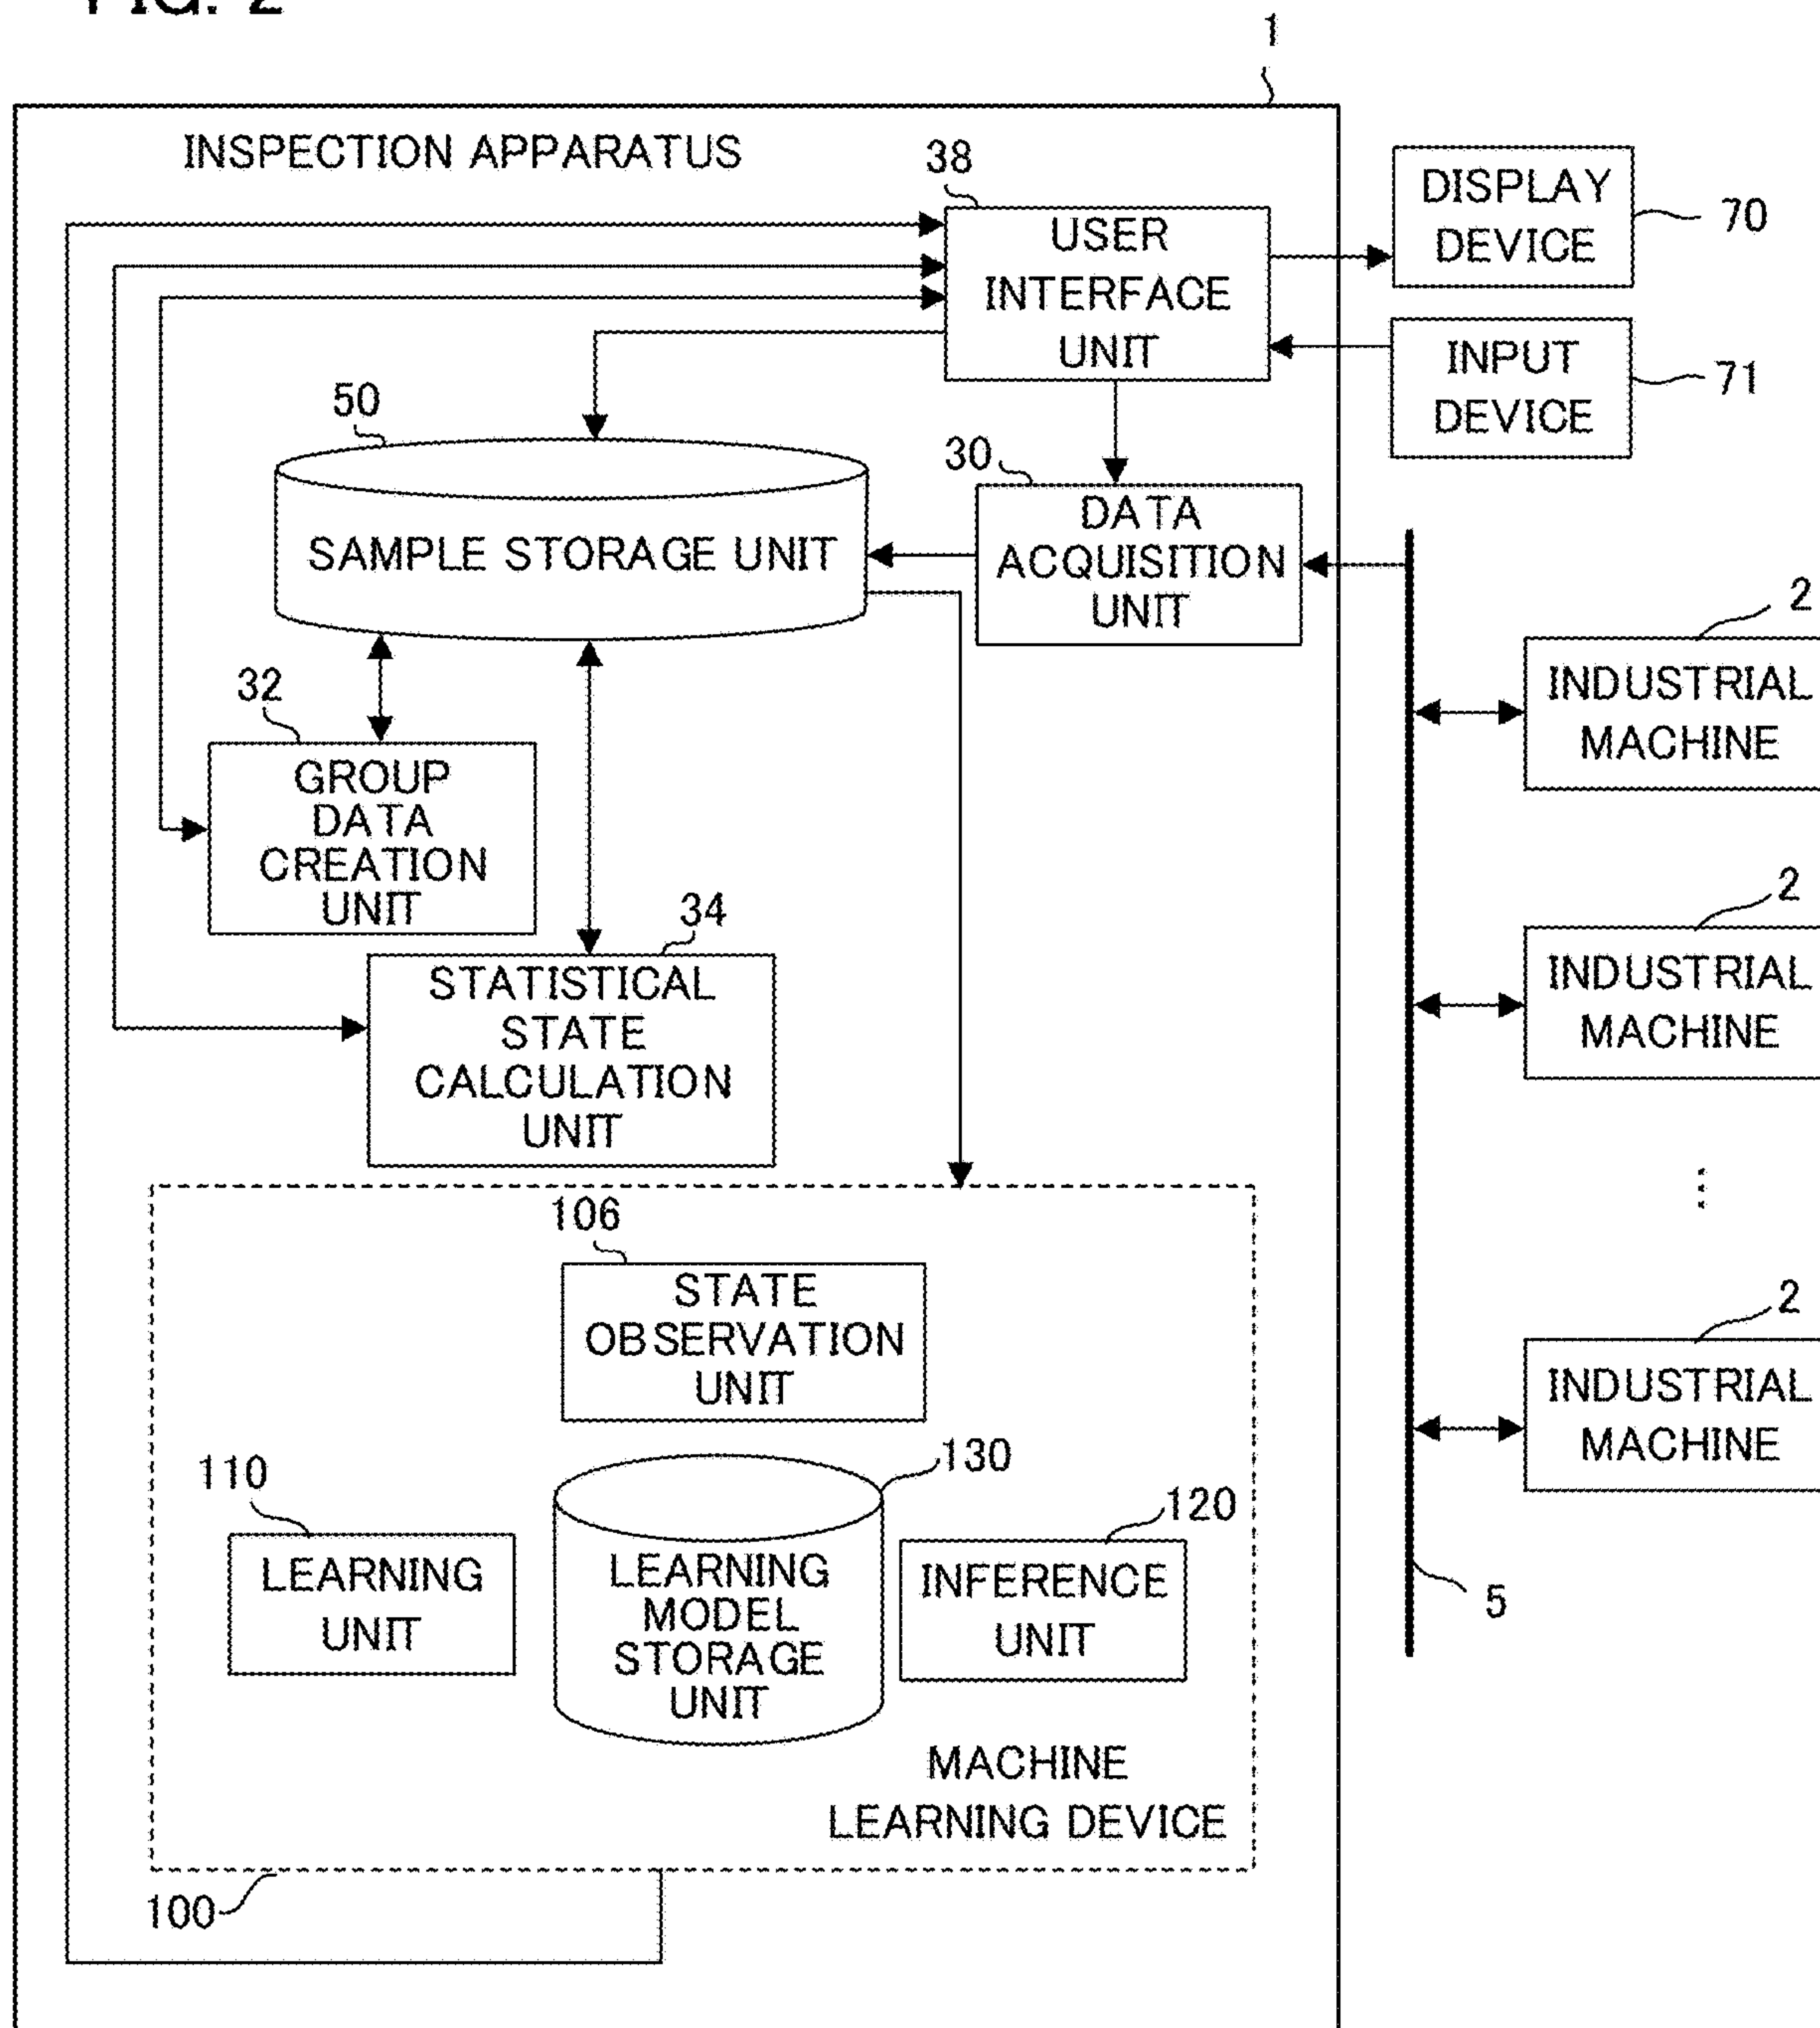 FIG. 2
1
INSPECTION APPARATUS
38
USER
INTERFACE
UNIT
DISPLAY
DEVICE
70
INPUT
DEVICE
71
50
SAMPLE STORAGE UNIT
30
DATA
ACQUISITION
UNIT
2
INDUSTRIAL
MACHINE
32
GROUP
DATA
CREATION
UNIT
2
INDUSTRIAL
MACHINE
34
STATISTICAL
STATE
CALCULATION
UNIT
⋮
106
STATE
OBSERVATION
UNIT
2
INDUSTRIAL
MACHINE
110
LEARNING
UNIT
130
LEARNING
MODEL
STORAGE
UNIT
120
INFERENCE
UNIT
5
MACHINE
LEARNING DEVICE
100